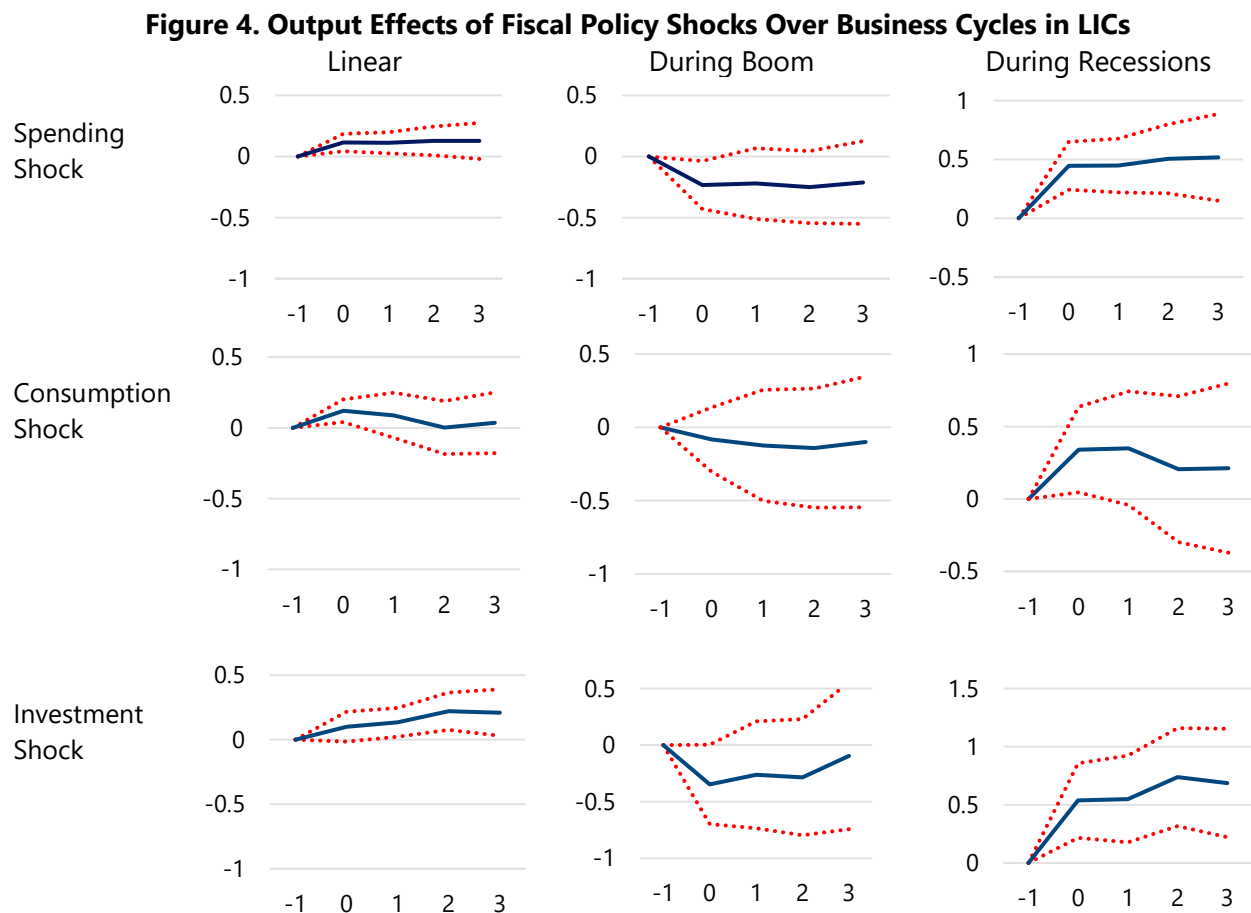 Figure 4. Output Effects of Fiscal Policy Shocks Over Business Cycles in LICs
Linear
During Boom
During Recessions
Spending
Shock
0.5
0
-0.5
-1
-1 0 1 2 3
0.5
0
-0.5
-1
-1 0 1 2 3
1
0.5
0
-0.5
-1 0 1 2 3
Consumption
Shock
0.5
0
-0.5
-1
-1 0 1 2 3
0.5
0
-0.5
-1
-1 0 1 2 3
1
0.5
0
-0.5
-1 0 1 2 3
Investment
Shock
0.5
0
-0.5
-1
-1 0 1 2 3
0.5
0
-0.5
-1
-1 0 1 2 3
1.5
1
0.5
0
-1 0 1 2 3